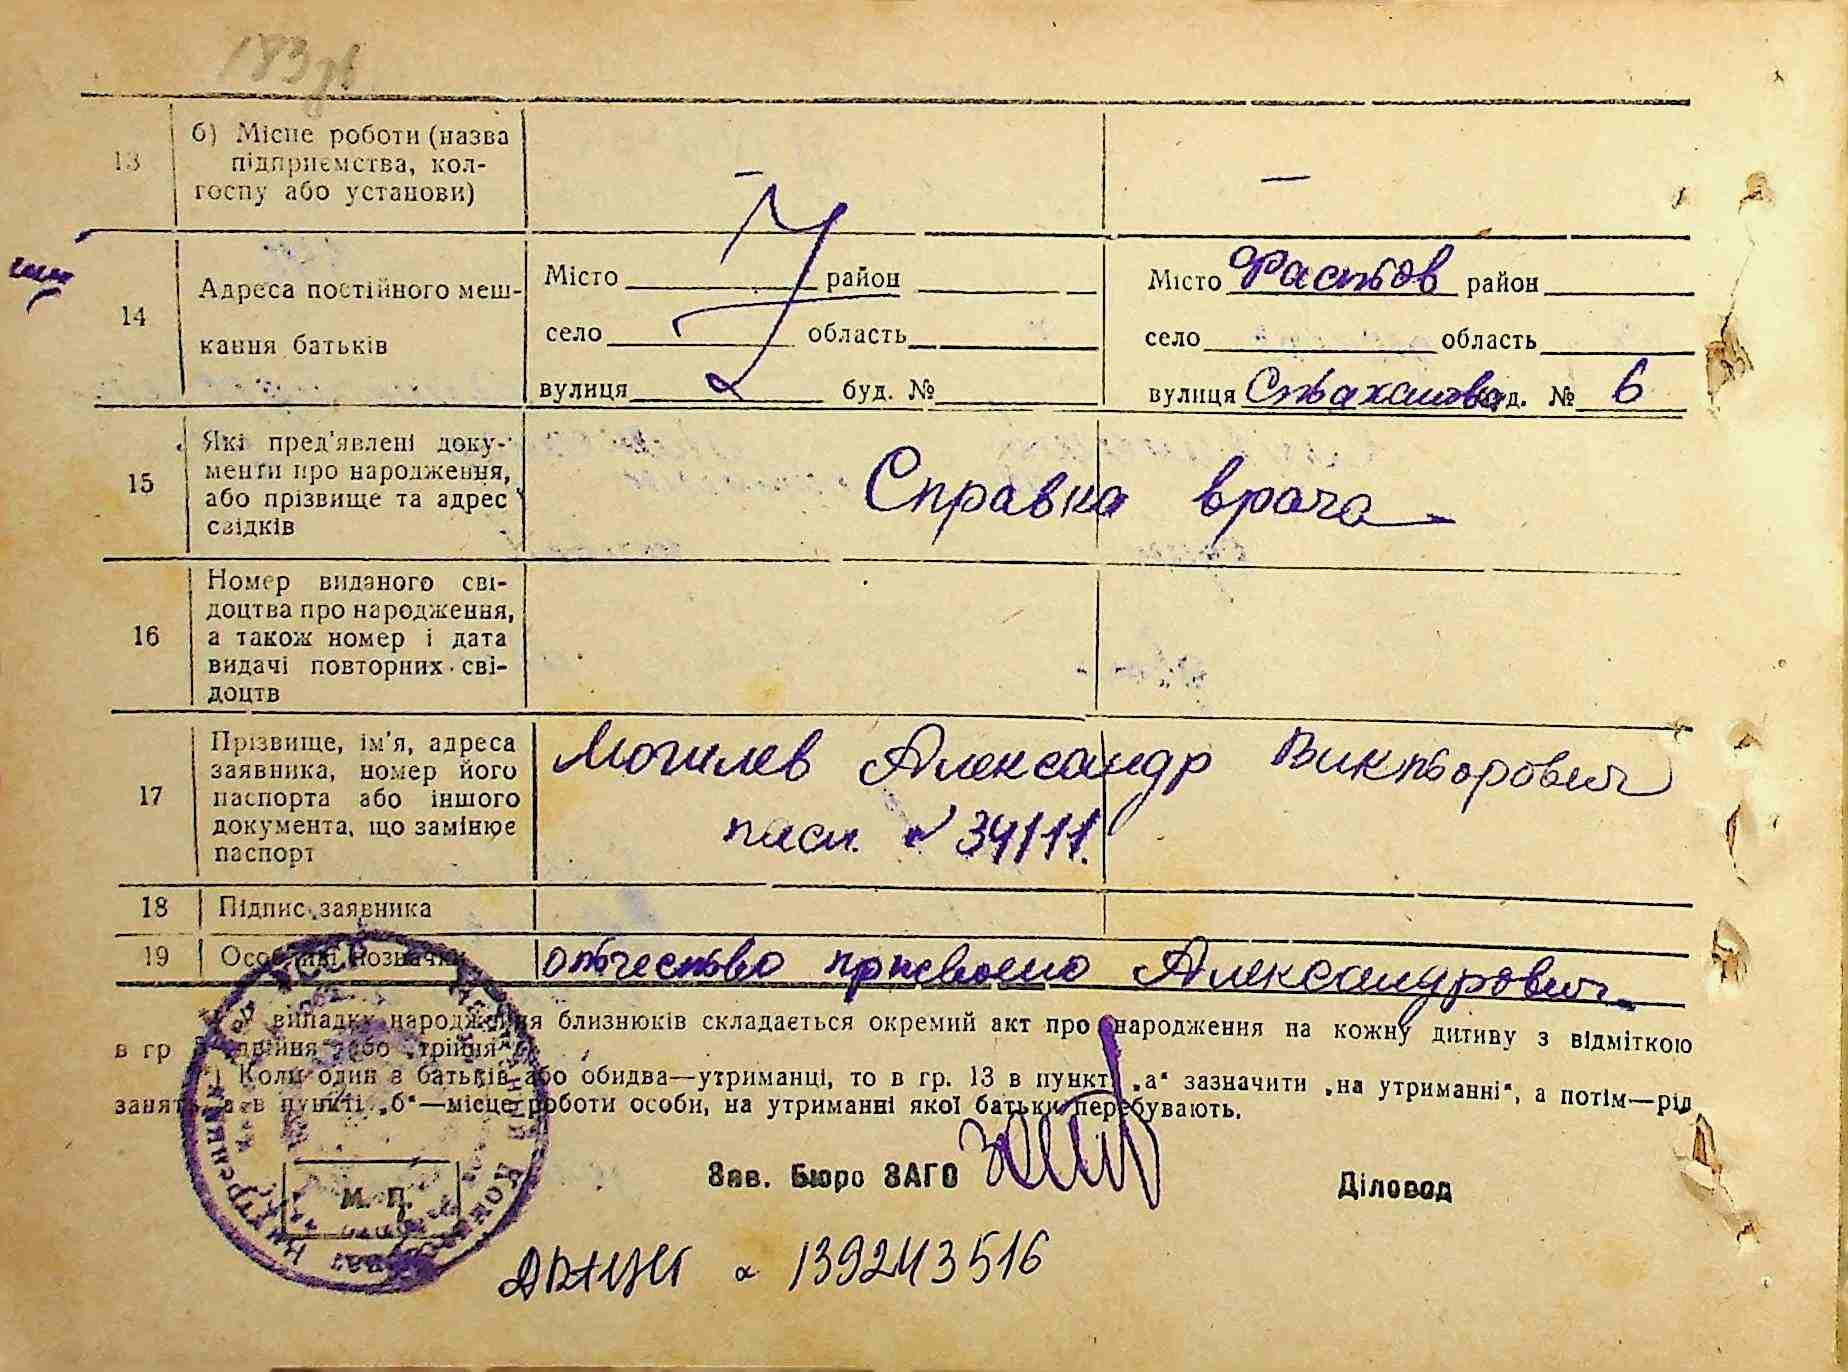 183
13
б) Місце роботи (назва
підприємства, кол-
госпу або установи)
—
—
14
Адреса постійного меш-
кання батьків
Місто район
село область
вулиця буд. №
Місто Фастов район
село область
вулиця Стаханова буд. № 6
15
Які пред'явлені доку-
менти про народження,
або прізвище та адрес
свідків
Справка врача
16
Номер виданого сві-
доцтва про народження,
а також номер і дата
видачі повторних сві-
доцтв
17
Прізвище, ім'я, адреса
заявника, номер його
паспорта або іншого
документа, що замінює
паспорт
Могилев Александр Викторович
пасп. № 34111.
18
Підпис заявника
19
Особливі позначки
отчество присвоено Александрович
випадку народження близнюків складається окремий акт про народження на кожну дитину з відміткою
в гр двійня або „трійня
Коли один з батьків або обидва—утриманці, то в гр. 13 в пункті „а“ зазначити „на утриманні“, а потім—рід
занять, а в пункті „б“—місце роботи особи, на утриманні якої батьки перебувають.
Зав. Бюро ЗАГС
Діловод
М. П.
139243516